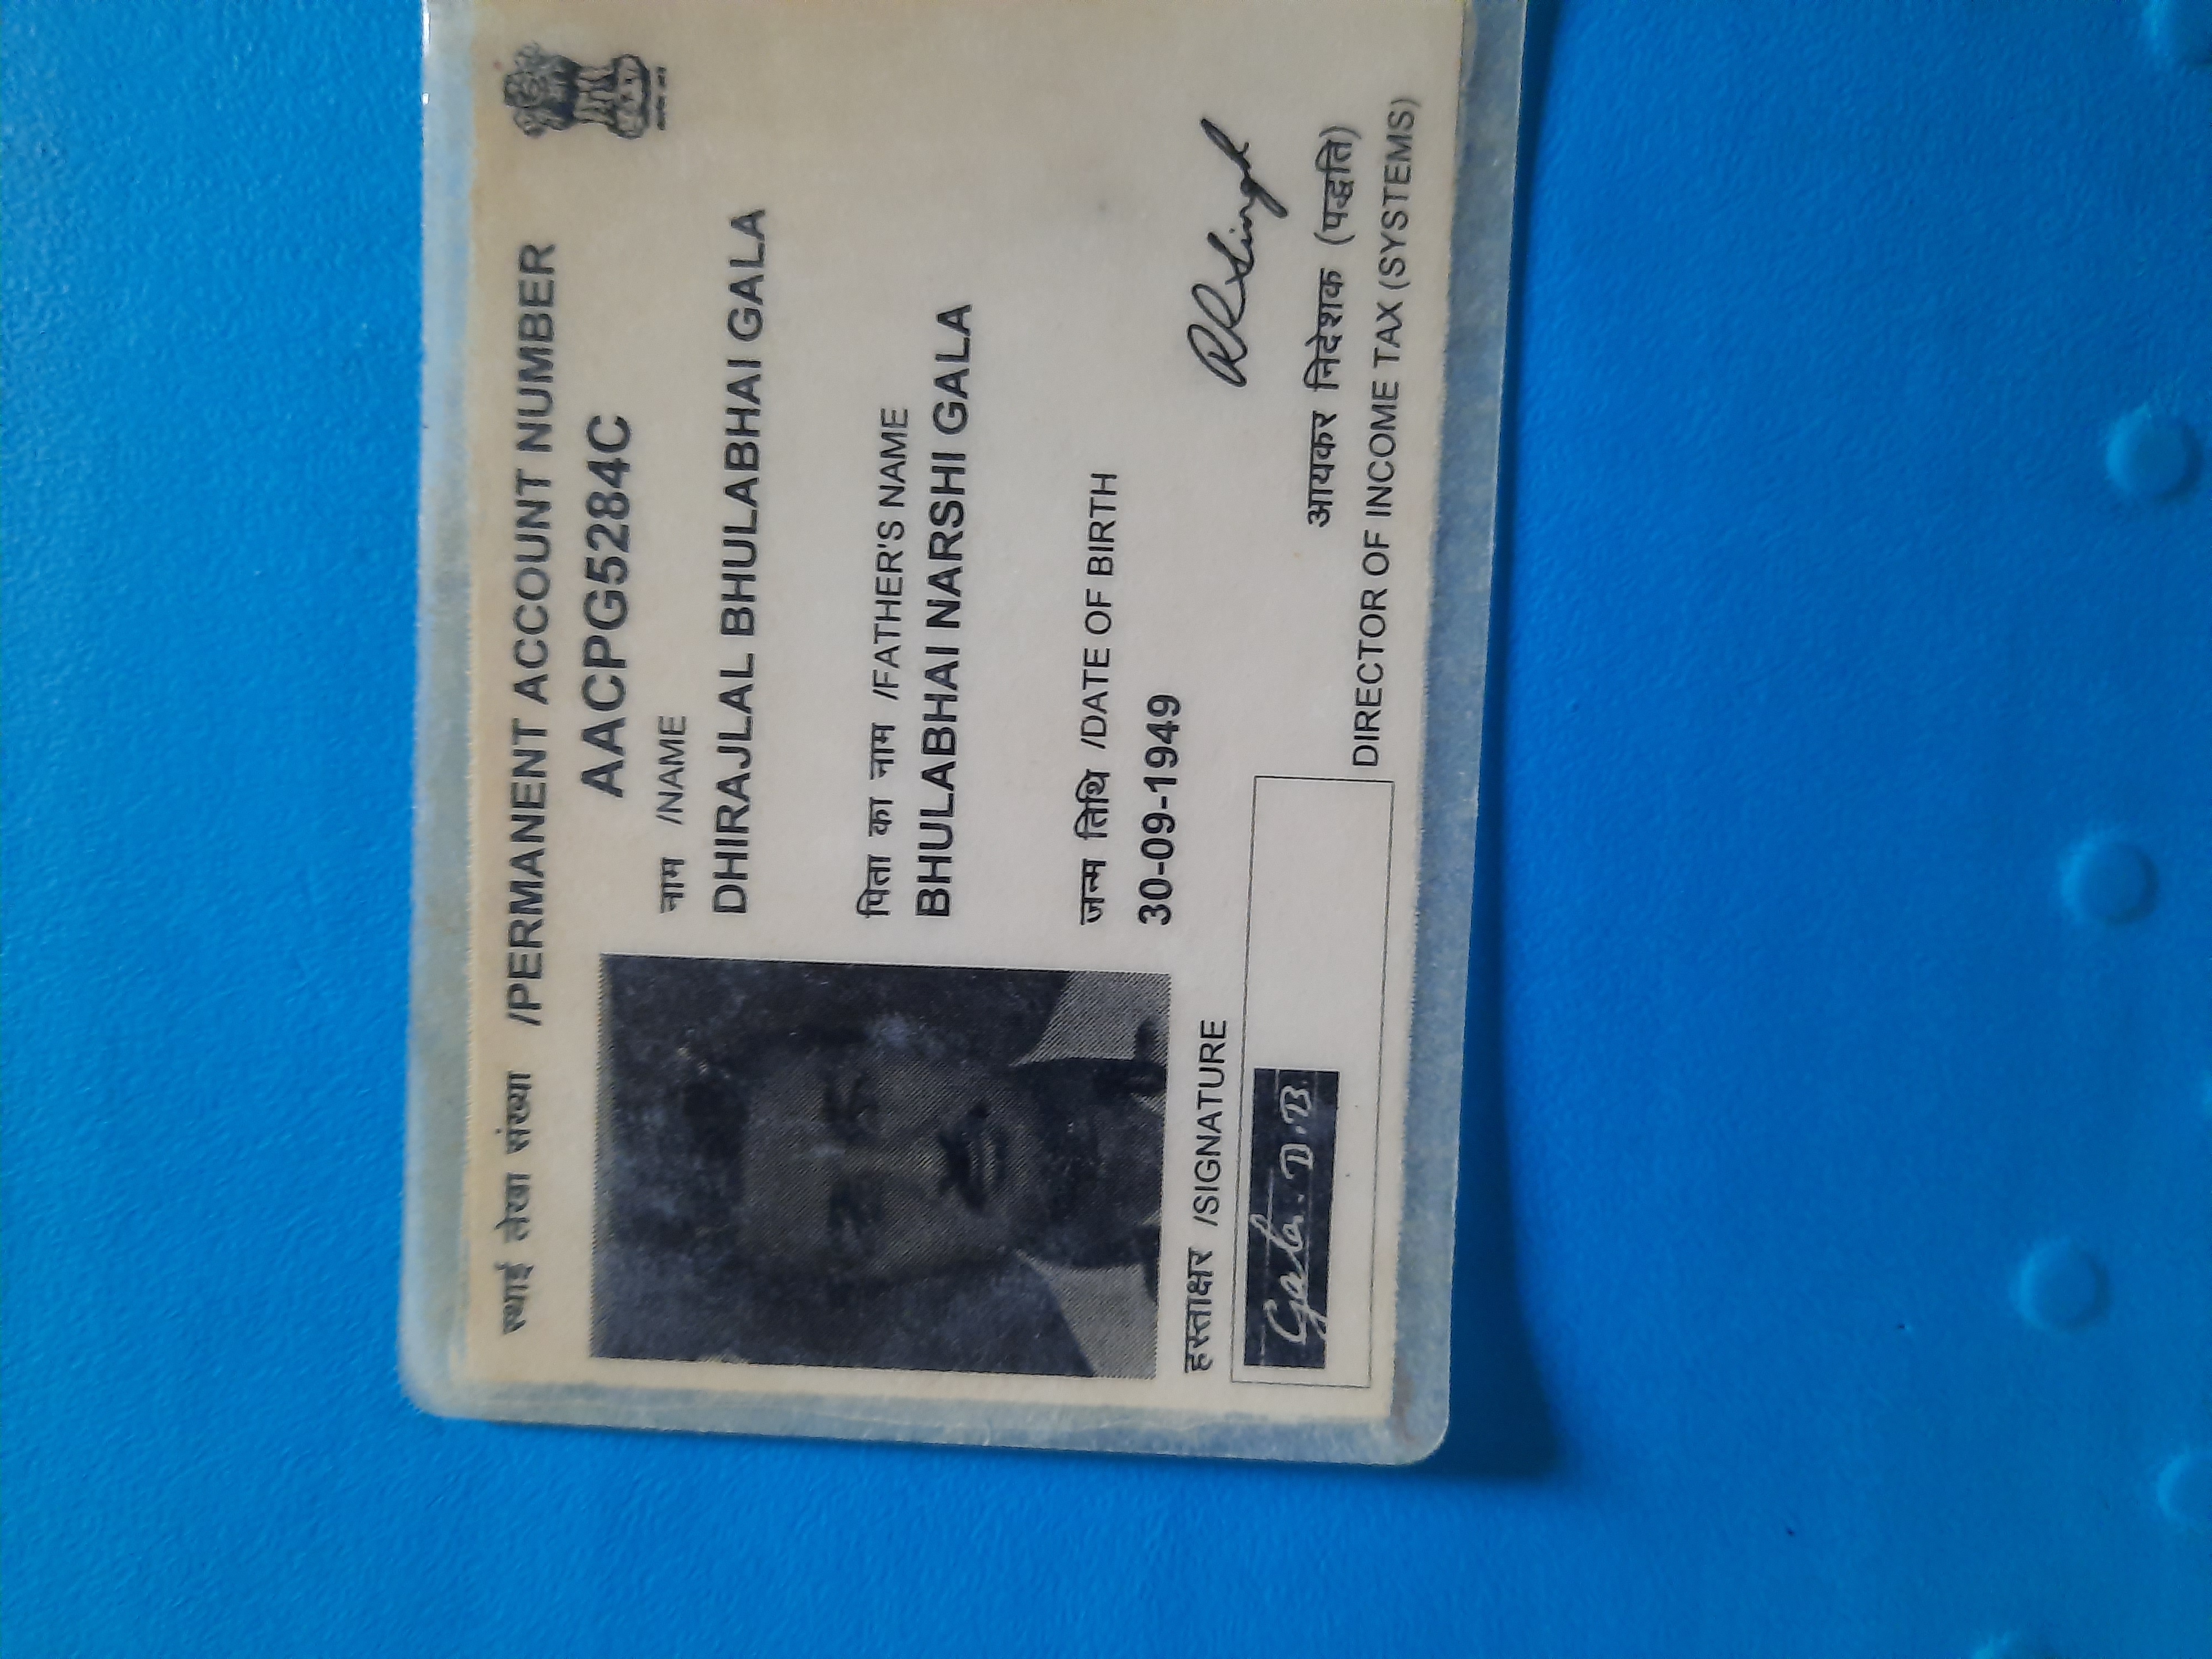 स्थाई लेखा संख्या /PERMANENT ACCOUNT NUMBER
AACPG5284C
नाम /NAME
DHIRAJLAL BHULABHAI GALA
पिता का नाम /FATHER'S NAME
BHULABHAI NARSHI GALA
जन्म तिथि /DATE OF BIRTH
30-09-1949
हस्ताक्षर /SIGNATURE
Gala. D.B.
आयकर निदेशक (पद्धति)
DIRECTOR OF INCOME TAX (SYSTEMS)